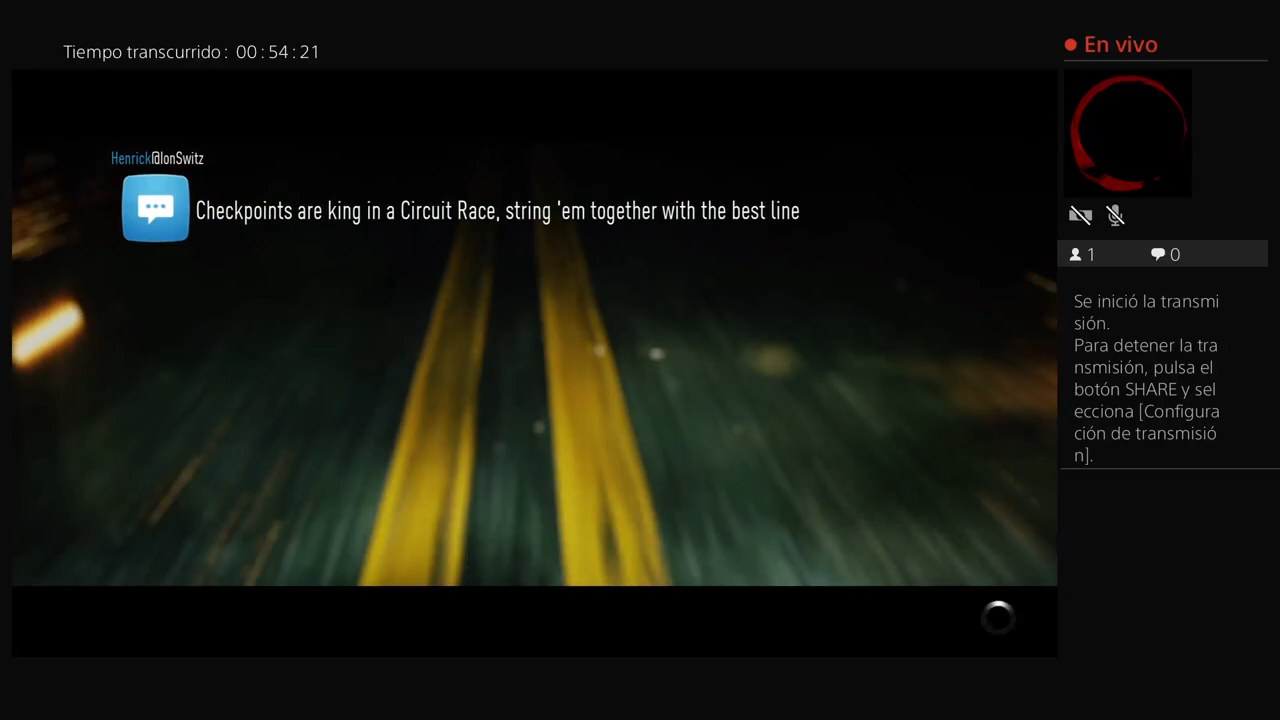 Tiempo transcurrido : 00 : 54 : 21
En vivo
Henrick@IonSwitz
Checkpoints are king in a Circuit Race, string 'em together with the best line
1
0
Se inició la transmi
sión.
Para detener la tra
nsmisión, pulsa el
botón SHARE y sel
ecciona [Configura
ción de transmisió
n].